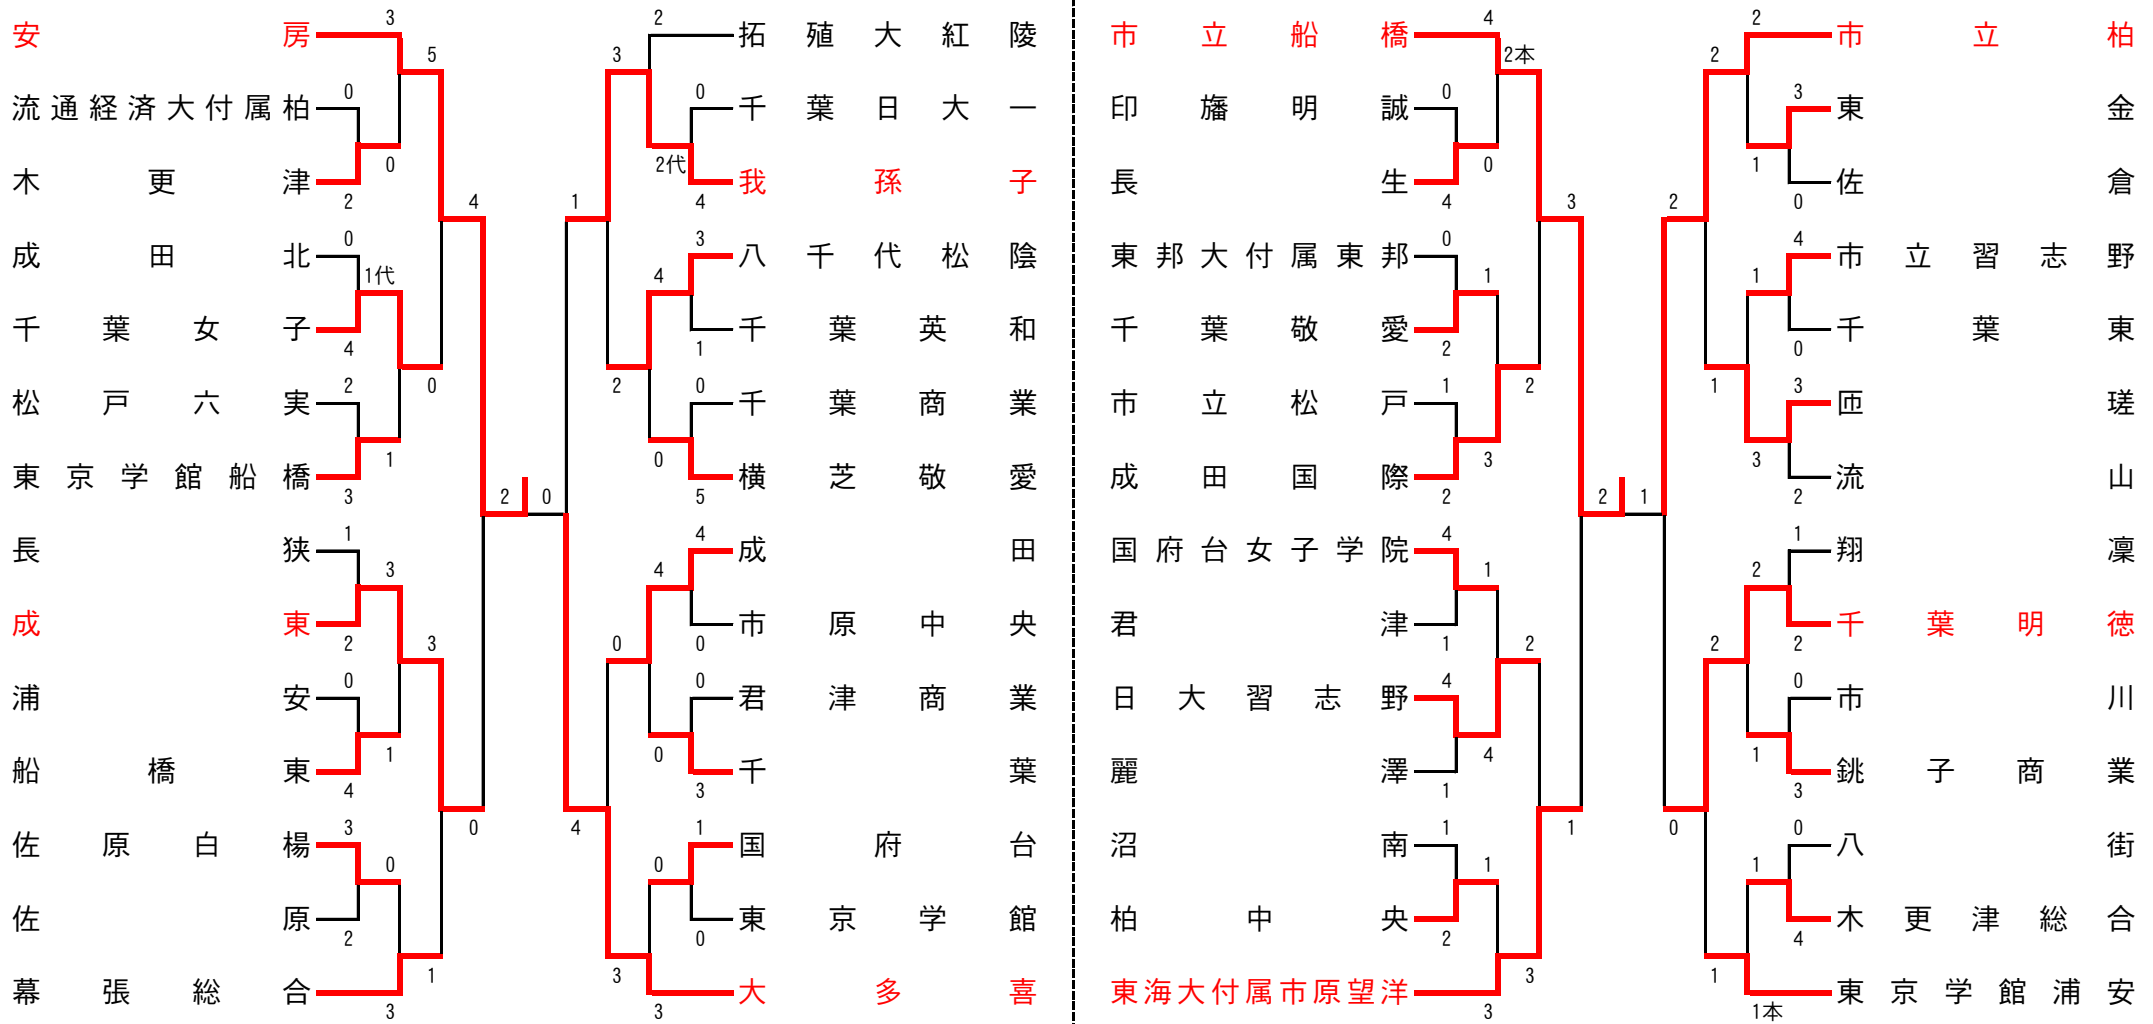 安房
流通経済大付属柏
木更津
成田北
千葉女子
松戸六実
東京学館船橋
長狭
成東
浦安
船橋東
佐原白楊
佐原
幕張総合
3
0
2
0
4
2
3
1
2
0
4
3
2
3
5
0
1代
1
3
1
0
1
4
0
3
0
2
0
1
4
3
2
0
3
2
2代
4
0
4
0
0
3
0
4
3
1
0
5
4
0
0
3
1
0
拓殖大紅陵
千葉日大一
我孫子
八千代松陰
千葉英和
千葉商業
横芝敬愛
成田
市原中央
君津商業
千葉
国府台
東京学館
大多喜
市立船橋
印旛明誠
長生
東邦大付属東邦
千葉敬愛
市立松戸
成田国際
国府台女子学院
君津
日大習志野
麗澤
沼南
柏中央
東海大付属市原望洋
4
0
4
0
2
1
2
4
1
4
1
1
2
3
2本
0
1
3
1
4
1
3
2
2
3
1
2
1
2
0
2
1
2
1
2
1
1
3
2
1
1
1本
3
0
4
0
3
2
1
2
0
3
0
4
市立柏
東金
佐倉
市立習志野
千葉東
匝瑳
流山
翔凜
千葉明徳
市川
銚子商業
八街
木更津総合
東京学館浦安